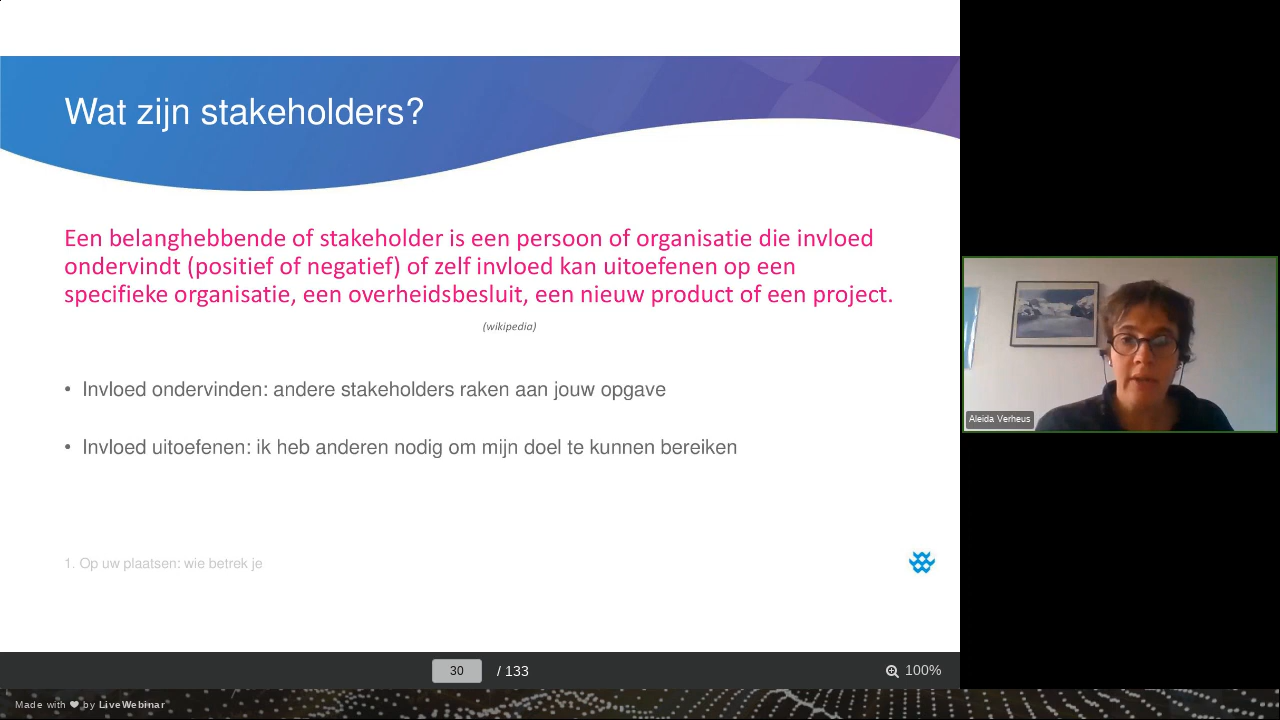 Wat zijn stakeholders?
Een belanghebbende of stakeholder is een persoon of organisatie die invloed
ondervindt (positief of negatief) of zelf invloed kan uitoefenen op een
specifieke organisatie, een overheidsbesluit, een nieuw product of een project.
(wikipedia)
• Invloed ondervinden: andere stakeholders raken aan jouw opgave
• Invloed uitoefenen: ik heb anderen nodig om mijn doel te kunnen bereiken
1. Op uw plaatsen: wie betrek je
Aleida Verheus
30 / 133
100%
Made with ❤ by LiveWebinar